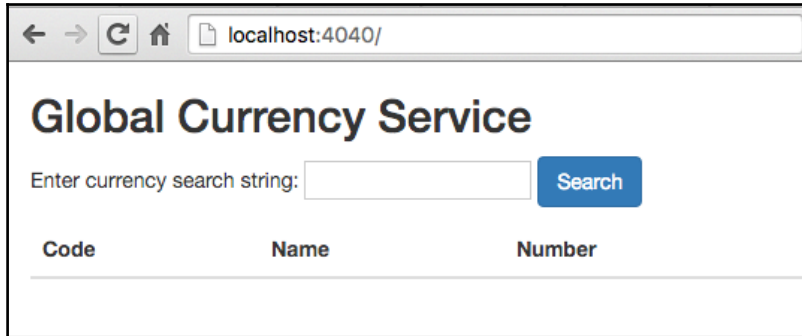 localhost:4040/
Global Currency Service
Enter currency search string: Search
Code Name Number